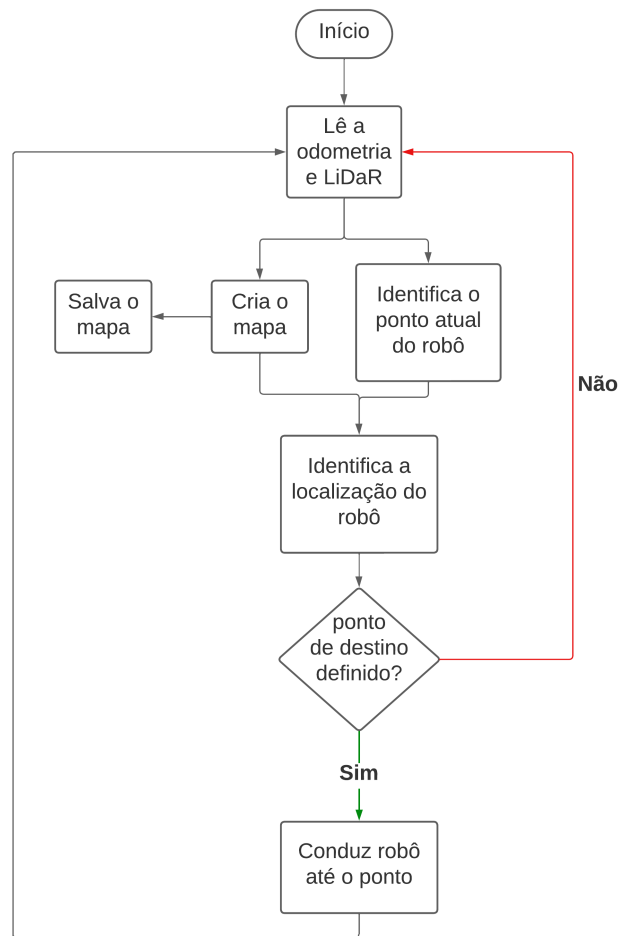 Início
Lê a
odometria
e LiDaR
Salva o
mapa
Cria o
mapa
Identifica o
ponto atual
do robô
Não
Identifica a
localização do
robô
ponto
de destino
definido?
Sim
Conduz robô
até o ponto